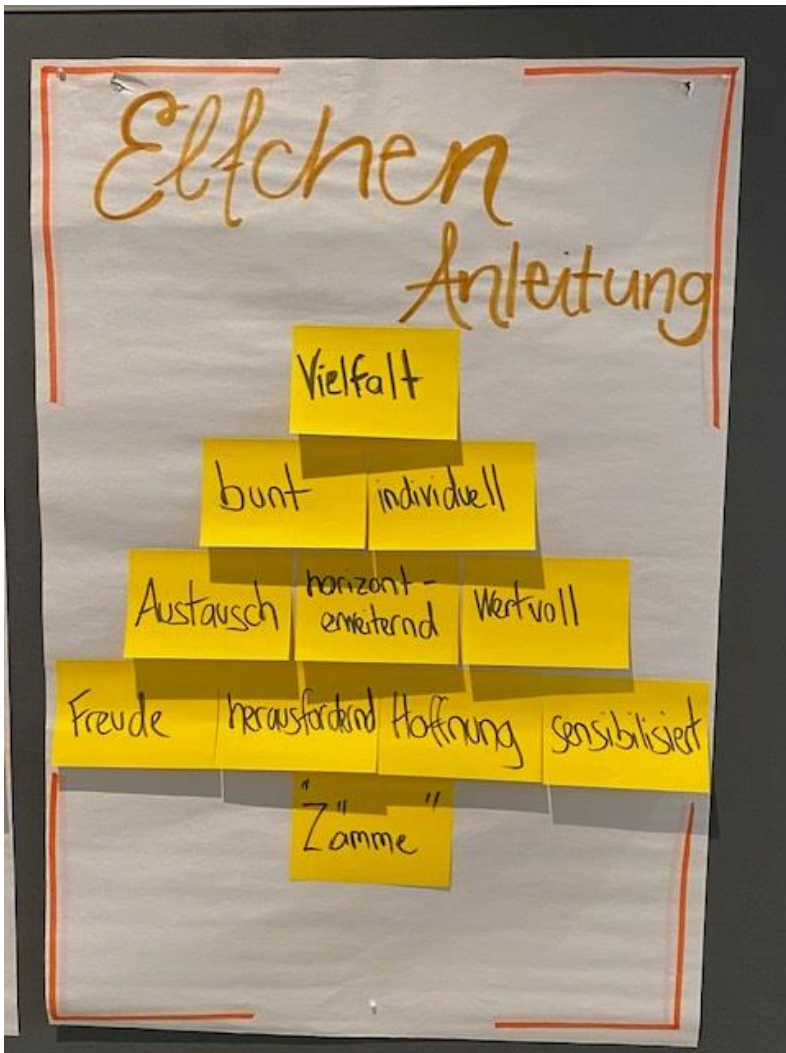 Elfchen
Anleitung
Vielfalt
bunt individuell
Austausch horizont-
erweiternd Wertvoll
Freude herausfordernd Hoffnung sensibilisiert
"Zämme"